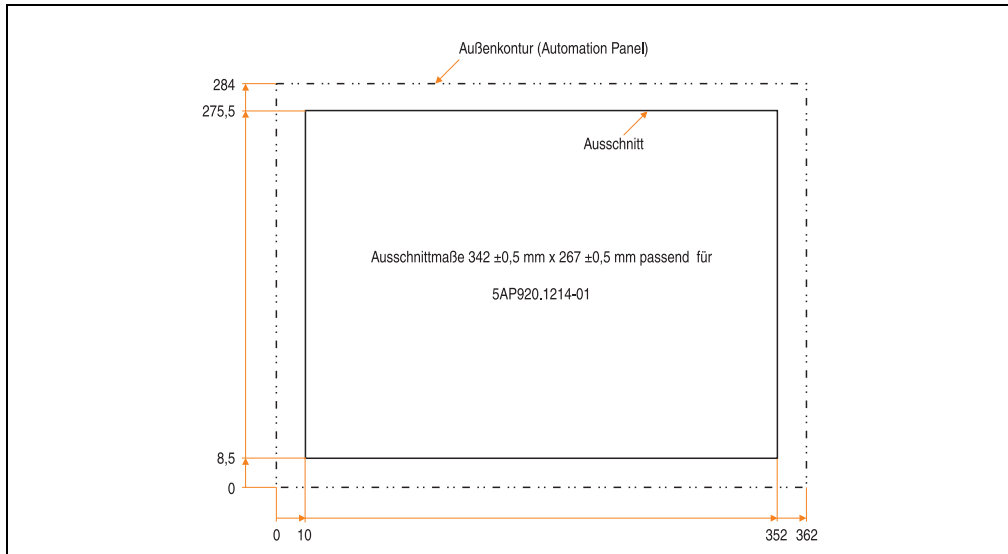 Außenkontur (Automation Panel)
284
275,5
Ausschnitt
Ausschnittmaße 342 ±0,5 mm x 267 ±0,5 mm passend für
5AP920.1214-01
8,5
0
0 10 352 362